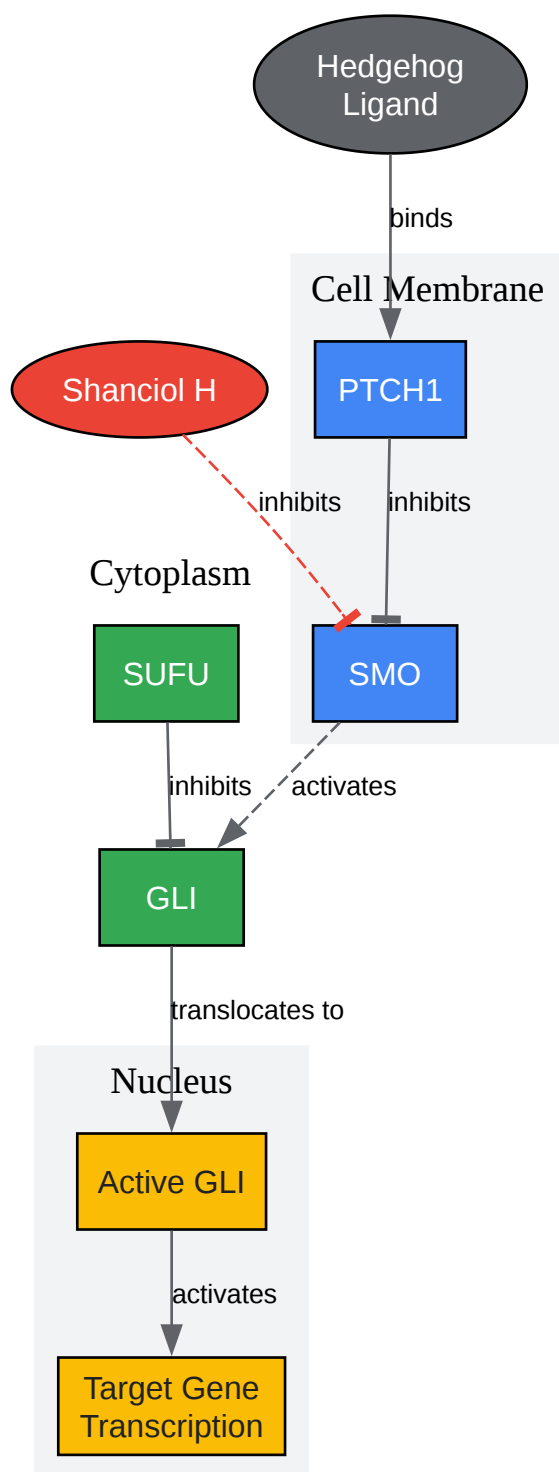 Hedgehog
Ligand
binds
Cell Membrane
Shanciol H
PTCH1
inhibits
inhibits
Cytoplasm
SUFU
SMO
inhibits
activates
GLI
translocates to
Nucleus
Active GLI
activates
Target Gene
Transcription